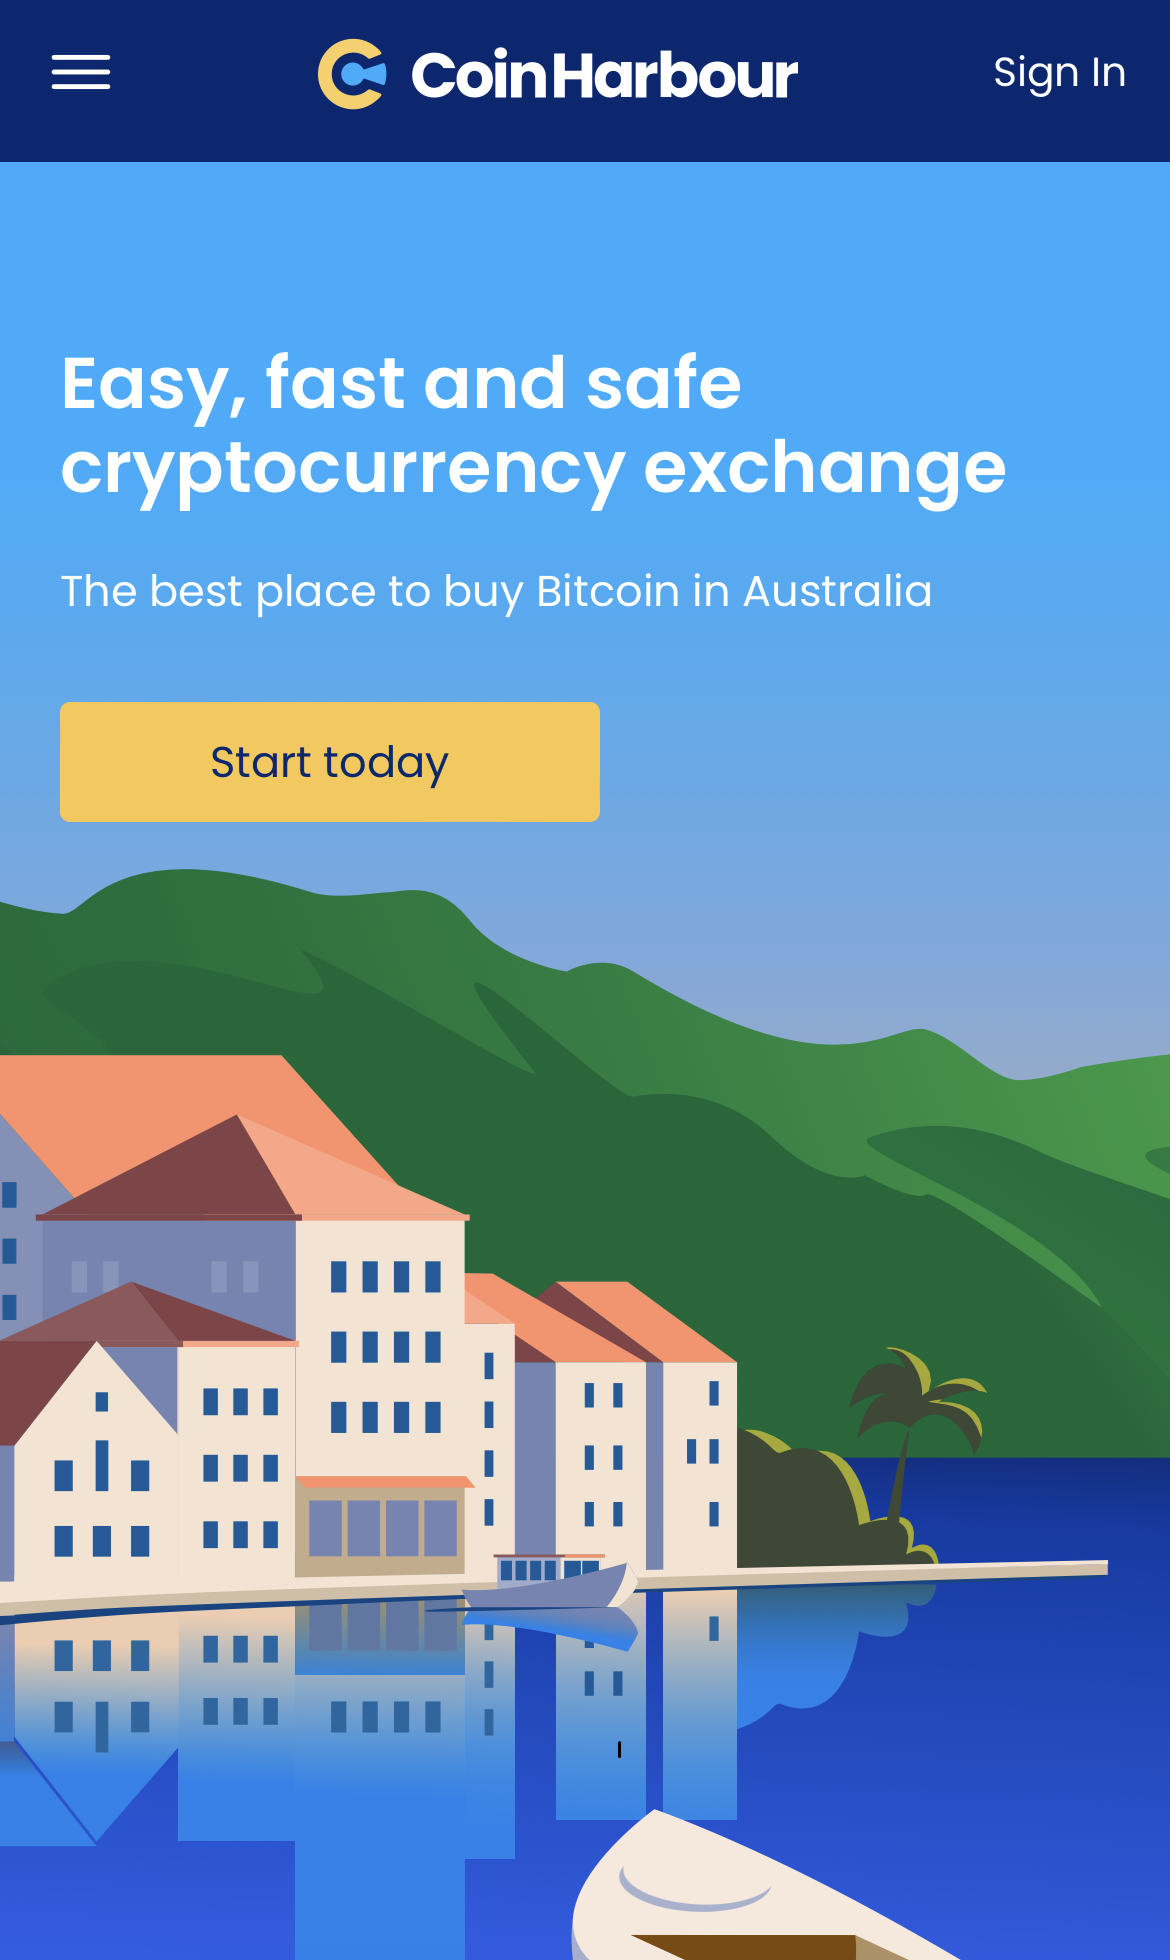 CoinHarbour
Sign In
Easy, fast and safe
cryptocurrency exchange
The best place to buy Bitcoin in Australia
Start today